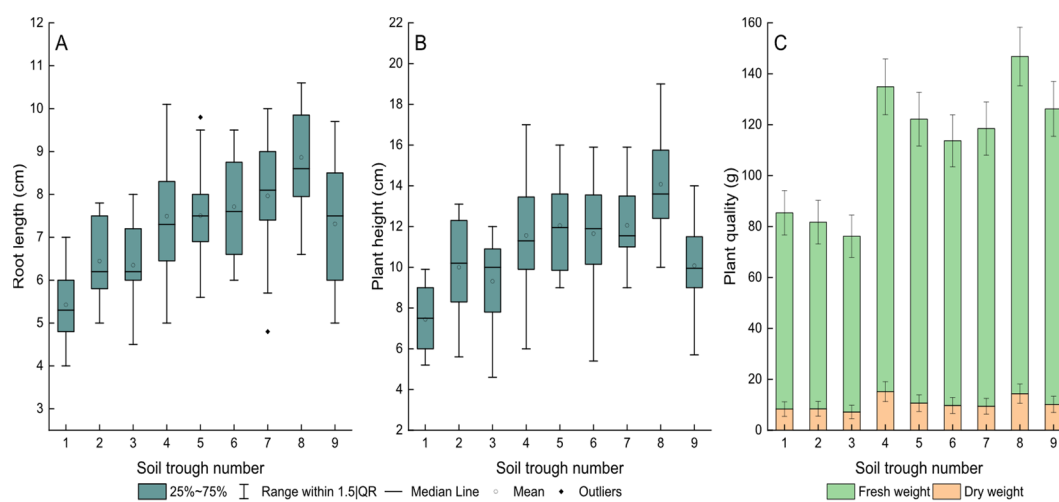 A
12
11
10
9
8
7
6
5
4
3
Root length (cm)
1 2 3 4 5 6 7 8 9
Soil trough number
B
22
20
18
16
14
12
10
8
6
4
2
Plant height (cm)
1 2 3 4 5 6 7 8 9
Soil trough number
C
160
140
120
100
80
60
40
20
0
Plant quality (g)
1 2 3 4 5 6 7 8 9
Soil trough number
25%~75% Range within 1.5IQR Median Line Mean Outliers
Fresh weight Dry weight